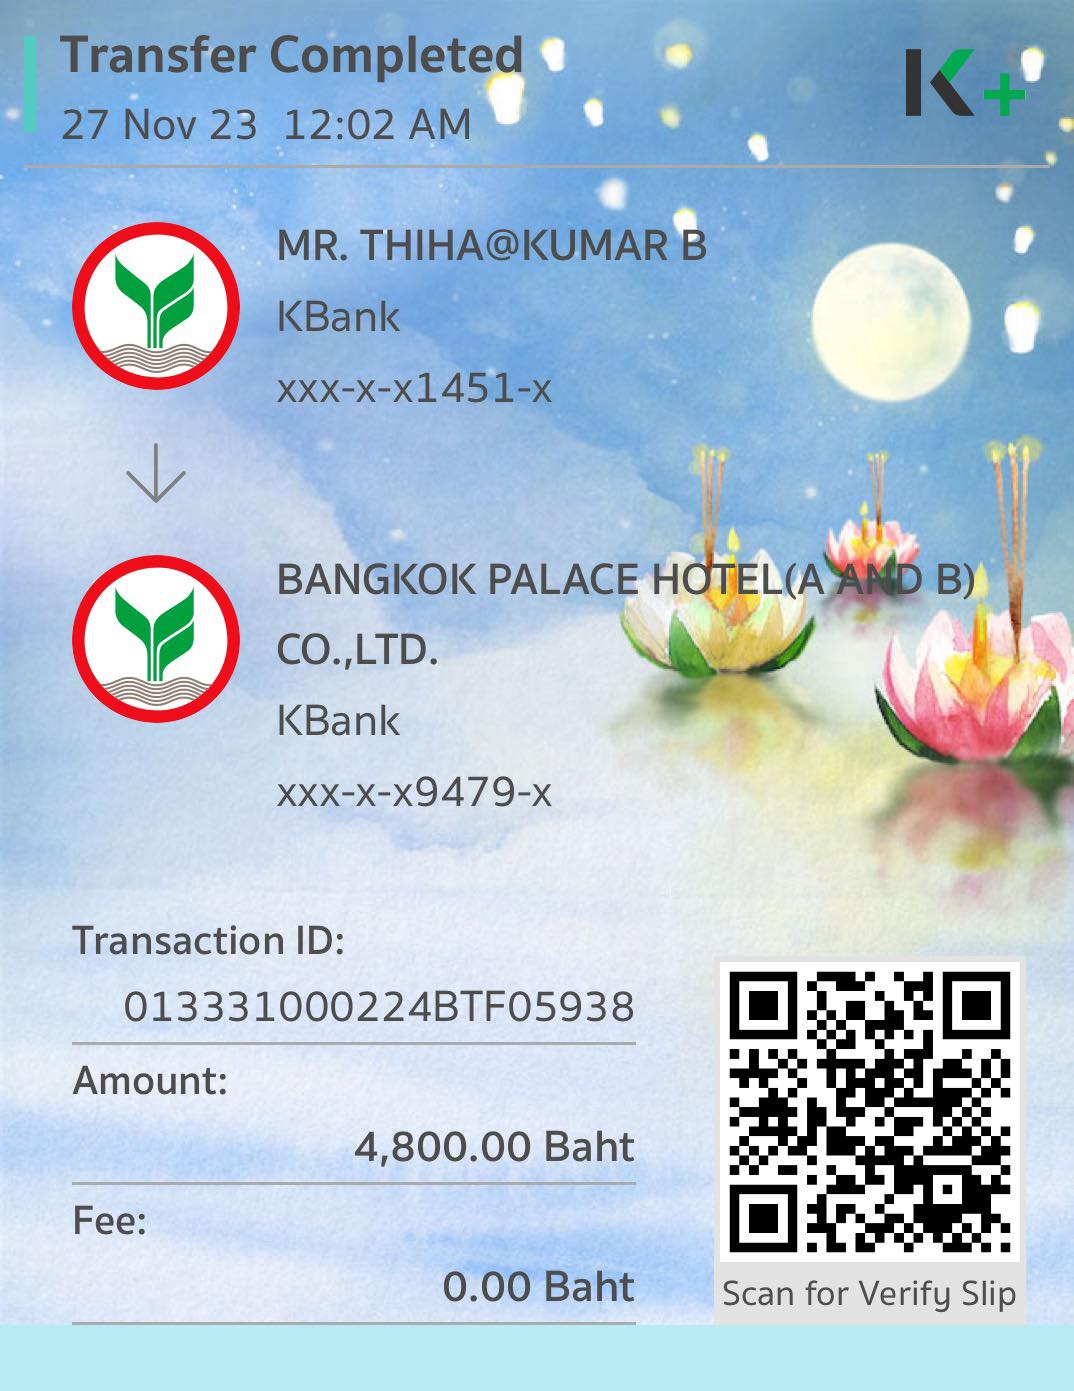 Transfer Completed
27 Nov 23 12:02 AM
K+
MR. THIHA@KUMAR B
KBank
xxx-x-x1451-x
BANGKOK PALACE HOTEL(A AND B)
CO.,LTD.
KBank
xxx-x-x9479-x
Transaction ID:
013331000224BTF05938
Amount:
4,800.00 Baht
Fee:
0.00 Baht
Scan for Verify Slip